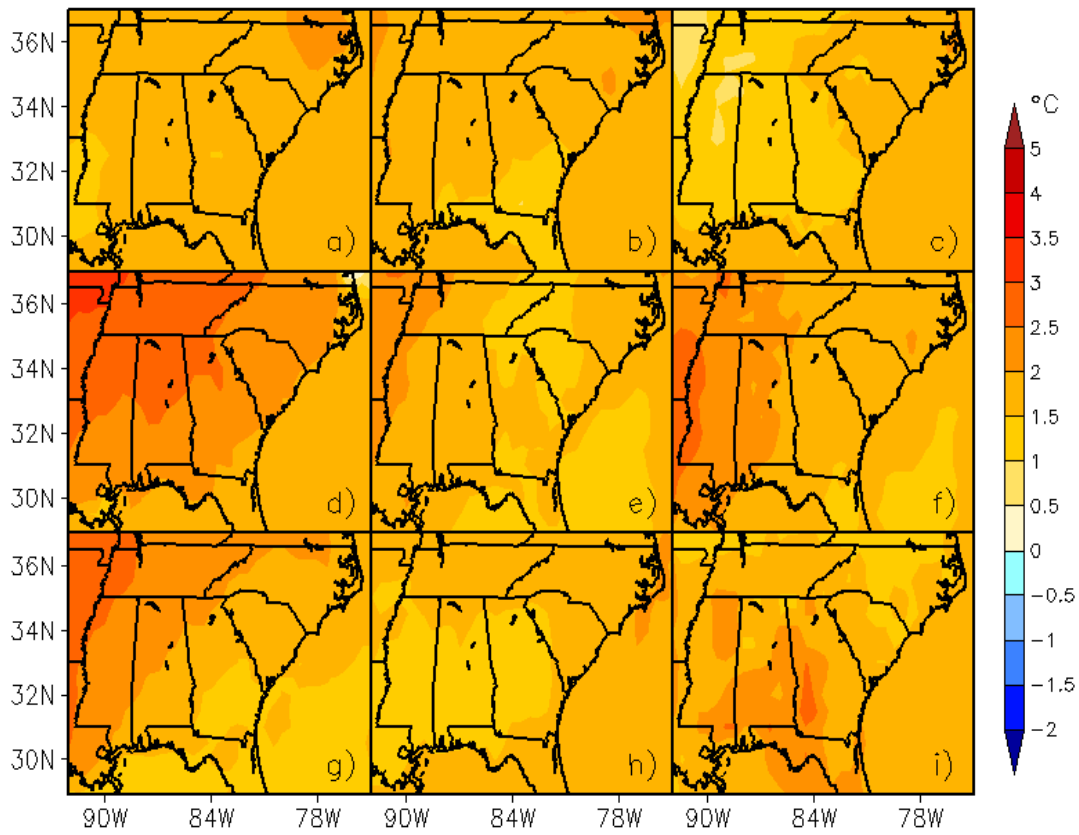 36N
34N
32N
30N
a)
b)
c)
°C
5
4
3.5
3
2.5
2
1.5
1
0.5
0
−0.5
−1
−1.5
−2
36N
34N
32N
30N
d)
e)
f)
36N
34N
32N
30N
g)
h)
i)
90W 84W 78W 90W 84W 78W 90W 84W 78W